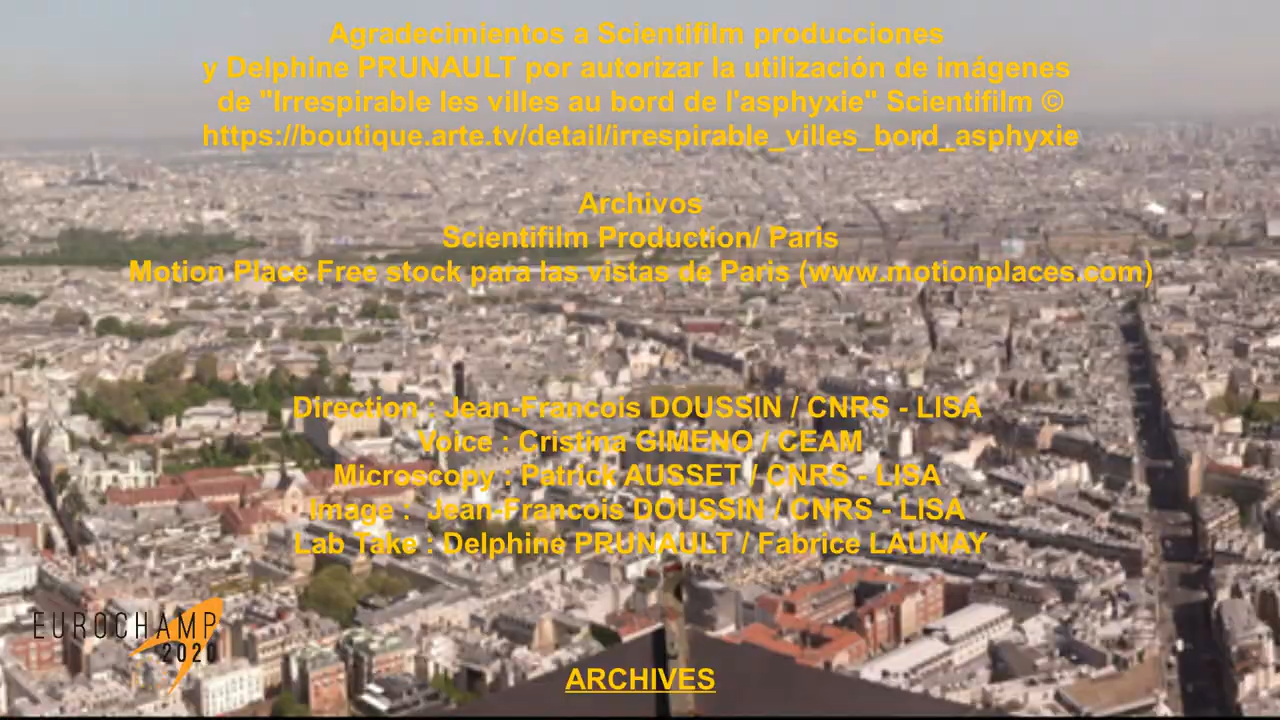 Agradecimientos a Scientifilm producciones
y Delphine PRUNAULT por autorizar la utilización de imágenes
de "Irrespirable les villes au bord de l'asphyxie" Scientifilm ©
https://boutique.arte.tv/detail/irrespirable_villes_bord_asphyxie
Archivos
Scientifilm Production/ Paris
Motion Place Free stock para las vistas de Paris (www.motionplaces.com)
Direction : Jean-Francois DOUSSIN / CNRS - LISA
Voice : Cristina GIMENO / CEAM
Microscopy : Patrick AUSSET / CNRS - LISA
Image : Jean-Francois DOUSSIN / CNRS - LISA
Lab Take : Delphine PRUNAULT / Fabrice LAUNAY
EUROCHAMP
2020
ARCHIVES